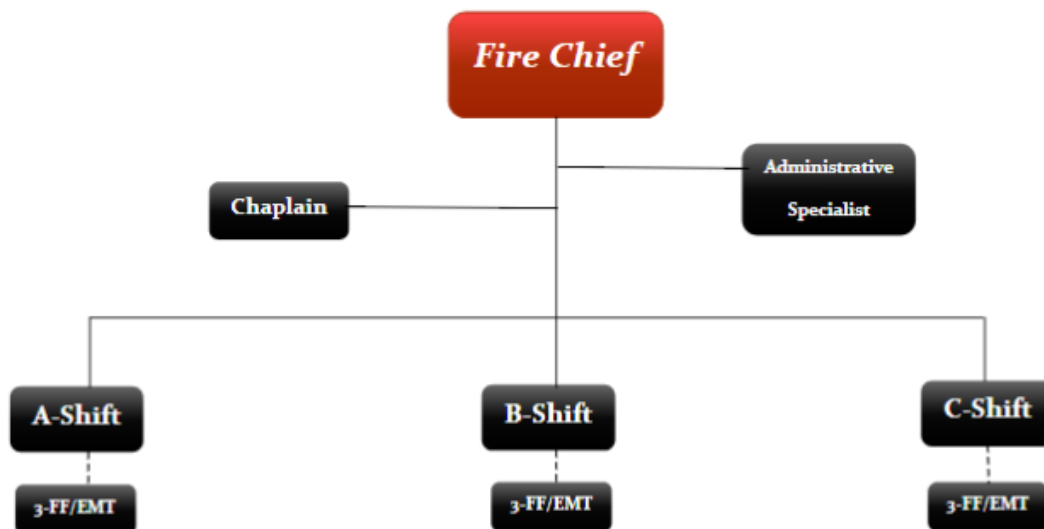 Fire Chief
Administrative
Specialist
Chaplain
A-Shift
B-Shift
C-Shift
3-FF/EMT
3-FF/EMT
3-FF/EMT